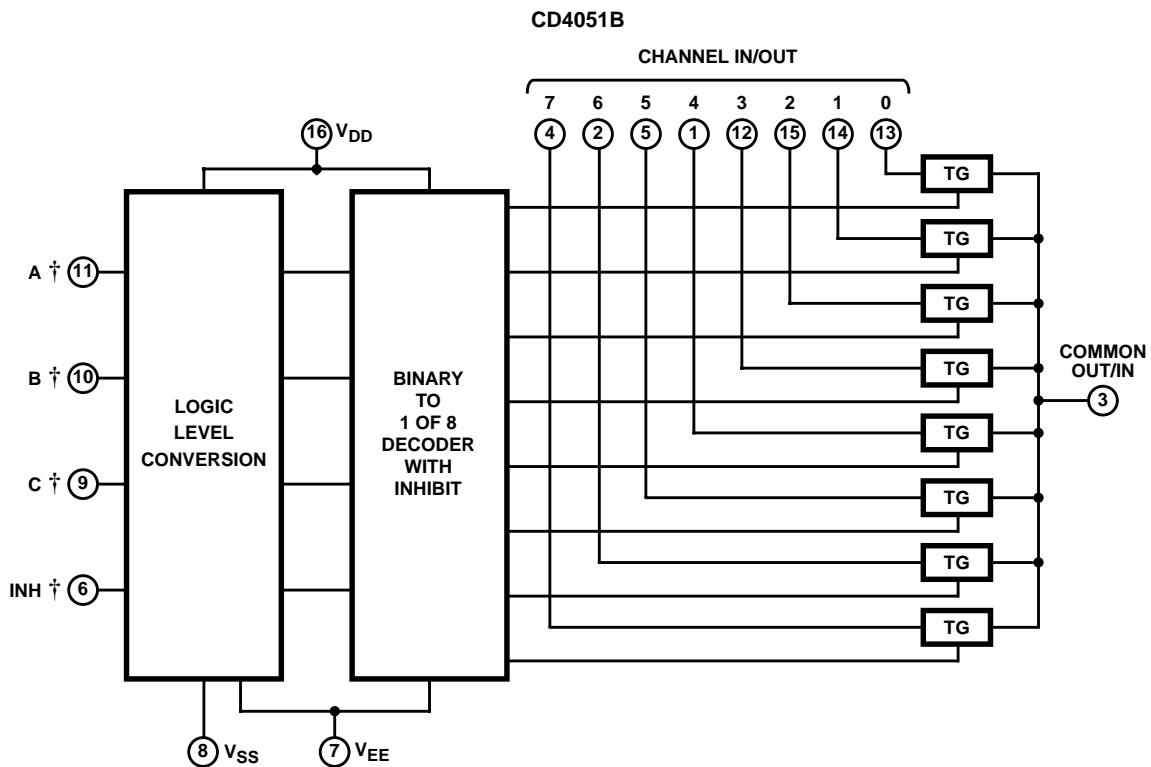 CD4051B
CHANNEL IN/OUT
7 6 5 4 3 2 1 0
4 2 5 1 12 15 14 13
16 VDD
TG
TG
TG
TG
TG
TG
TG
TG
A † 11
B † 10
C † 9
INH † 6
LOGIC
LEVEL
CONVERSION
BINARY
TO
1 OF 8
DECODER
WITH
INHIBIT
COMMON
OUT/IN
3
8 VSS
7 VEE